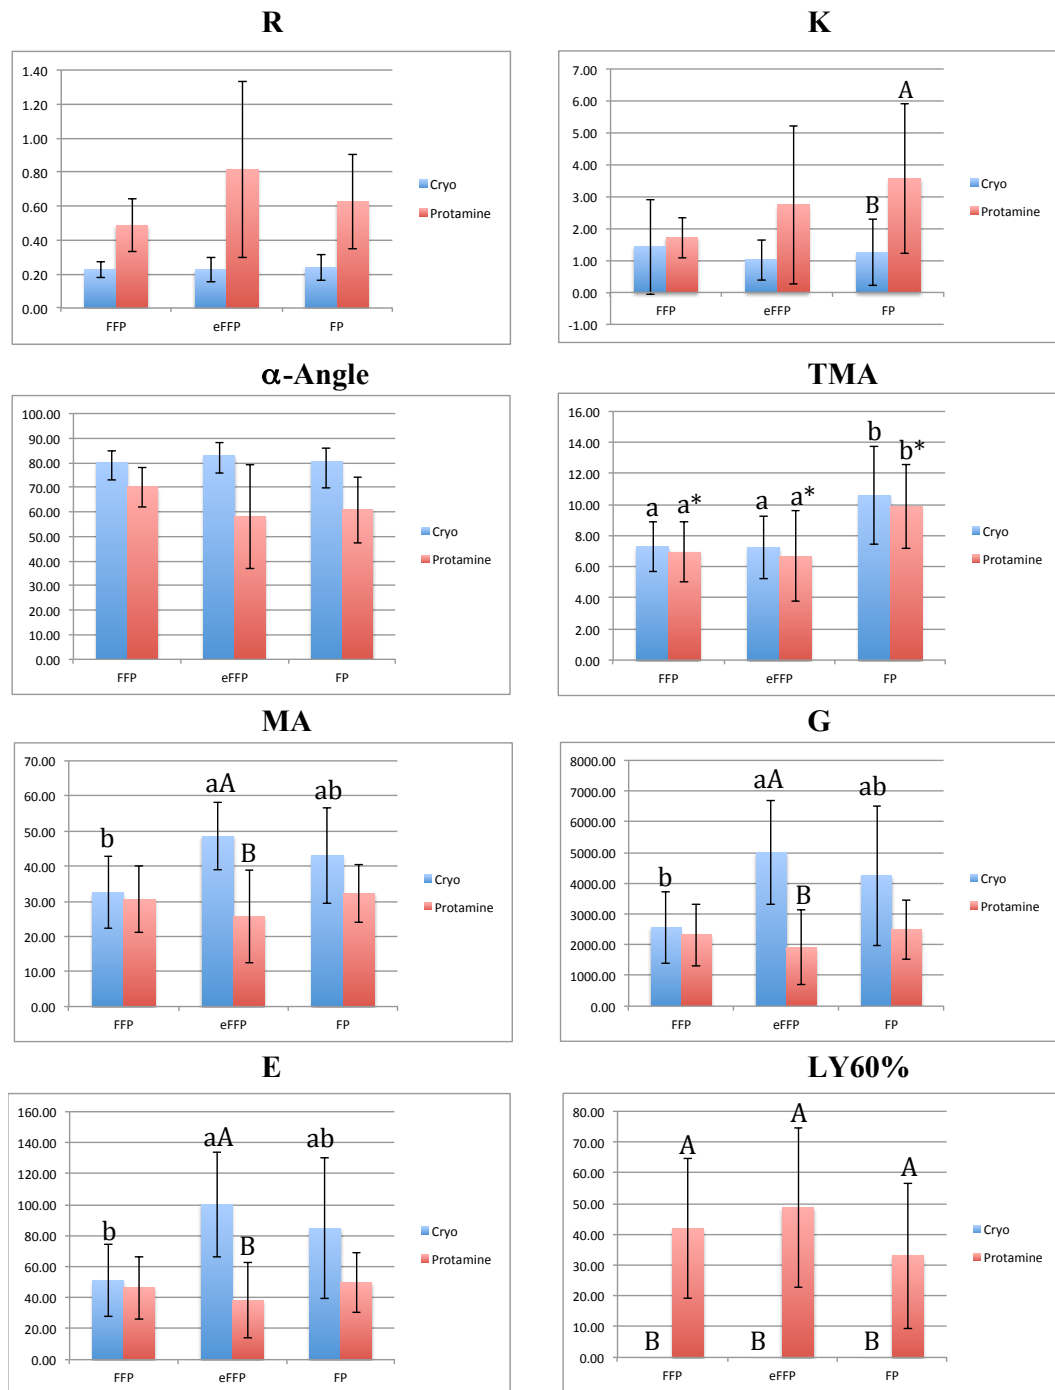 R
1.40
1.20
1.00
0.80
0.60
0.40
0.20
0.00
FFP eFFP FP
Cryo
Protamine
K
7.00
6.00
5.00
4.00
3.00
2.00
1.00
0.00
-1.00
A
B
FFP eFFP FP
Cryo
Protamine
α-Angle
100.00
90.00
80.00
70.00
60.00
50.00
40.00
30.00
20.00
10.00
0.00
FFP eFFP FP
Cryo
Protamine
TMA
16.00
14.00
12.00
10.00
8.00
6.00
4.00
2.00
0.00
a a* a a* b b*
FFP eFFP FP
Cryo
Protamine
MA
70.00
60.00
50.00
40.00
30.00
20.00
10.00
0.00
b aA B ab
FFP eFFP FP
Cryo
Protamine
G
8000.00
7000.00
6000.00
5000.00
4000.00
3000.00
2000.00
1000.00
0.00
b aA B ab
FFP eFFP FP
Cryo
Protamine
E
160.00
140.00
120.00
100.00
80.00
60.00
40.00
20.00
0.00
b aA B ab
FFP eFFP FP
Cryo
Protamine
LY60%
80.00
70.00
60.00
50.00
40.00
30.00
20.00
10.00
0.00
B A B A B A
FFP eFFP FP
Cryo
Protamine